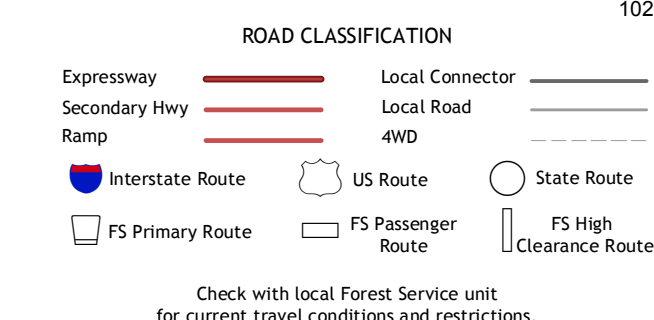 102
ROAD CLASSIFICATION
Expressway
Local Connector
Secondary Hwy
Local Road
Ramp
4WD
Interstate Route
US Route
State Route
FS Primary Route
FS Passenger
Route
FS High
Clearance Route
Check with local Forest Service unit
for current travel conditions and restrictions.